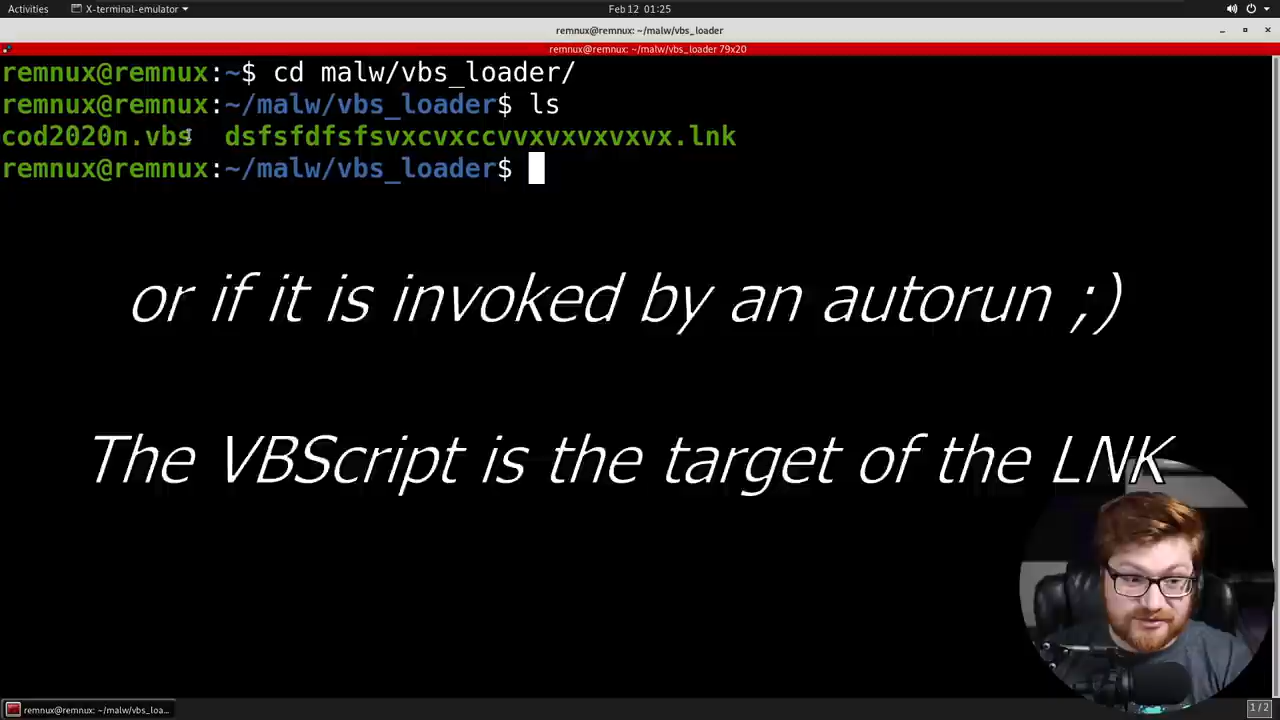 Activities X-terminal-emulator Feb 12 01:25
remnux@remnux: ~/malw/vbs_loader
remnux@remnux: ~/malw/vbs_loader 79x20
remnux@remnux:~$ cd malw/vbs_loader/
remnux@remnux:~/malw/vbs_loader$ ls
cod2020n.vbs dsfsfdfsfsvxcvxccvvxvxvxvxvx.lnk
remnux@remnux:~/malw/vbs_loader$
or if it is invoked by an autorun ;)
The VBScript is the target of the LNK
remnux@remnux: ~/malw/vbs_loa...
1 / 2